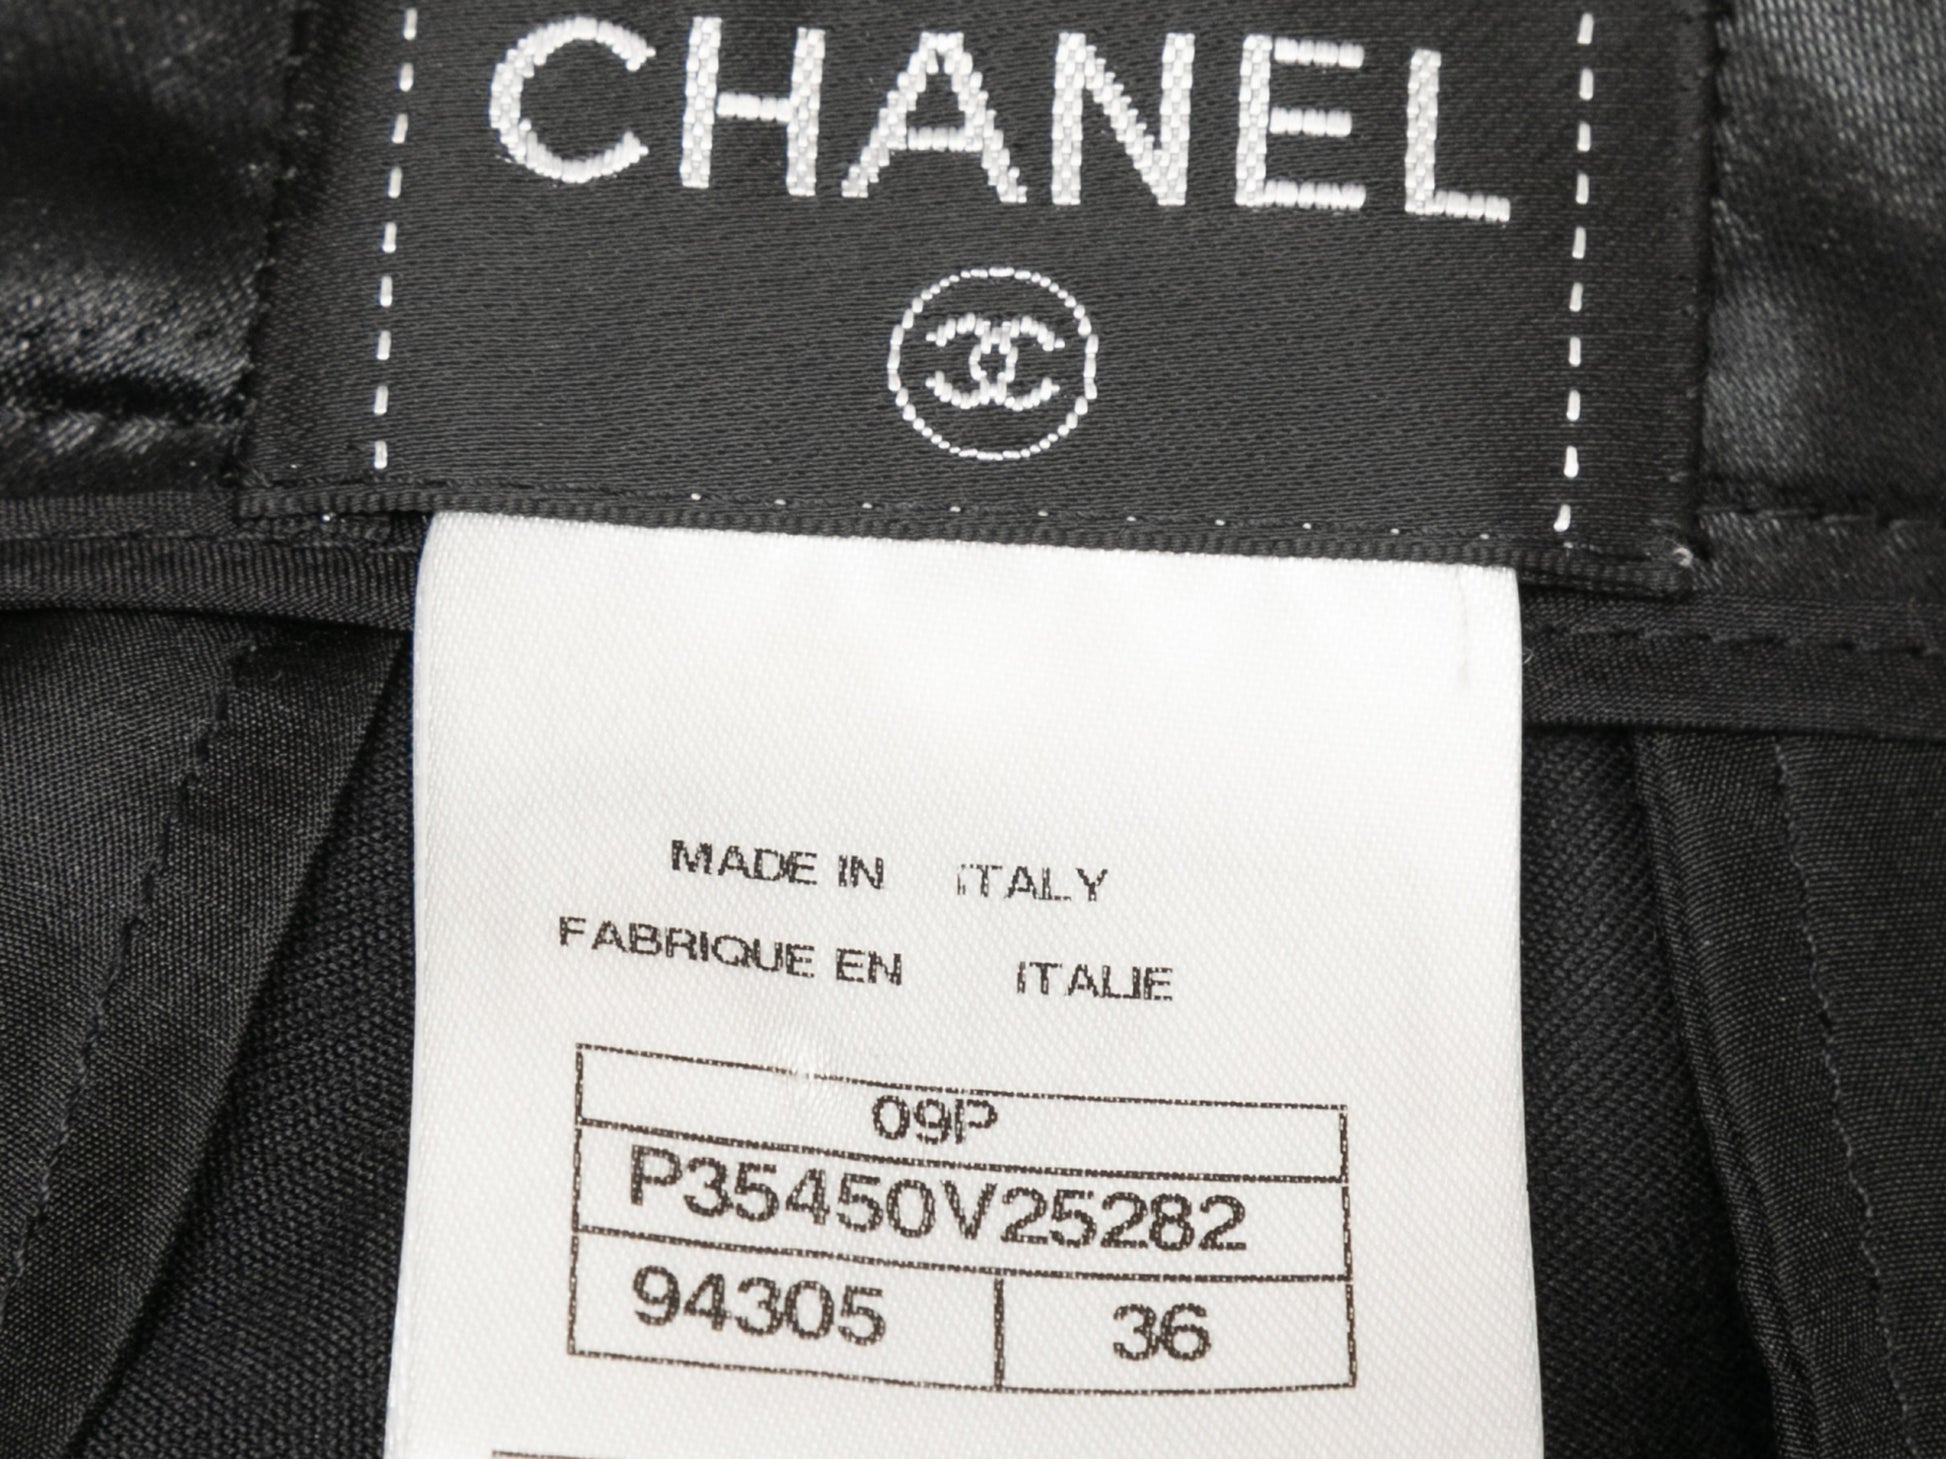 CHANEL
MADE IN ITALY
FABRIQUE EN ITALIE
09P
P35450V25282
94305 36